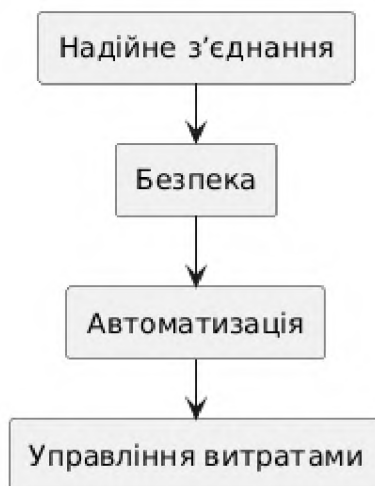 Надійне з’єднання
Безпека
Автоматизація
Управління витратами